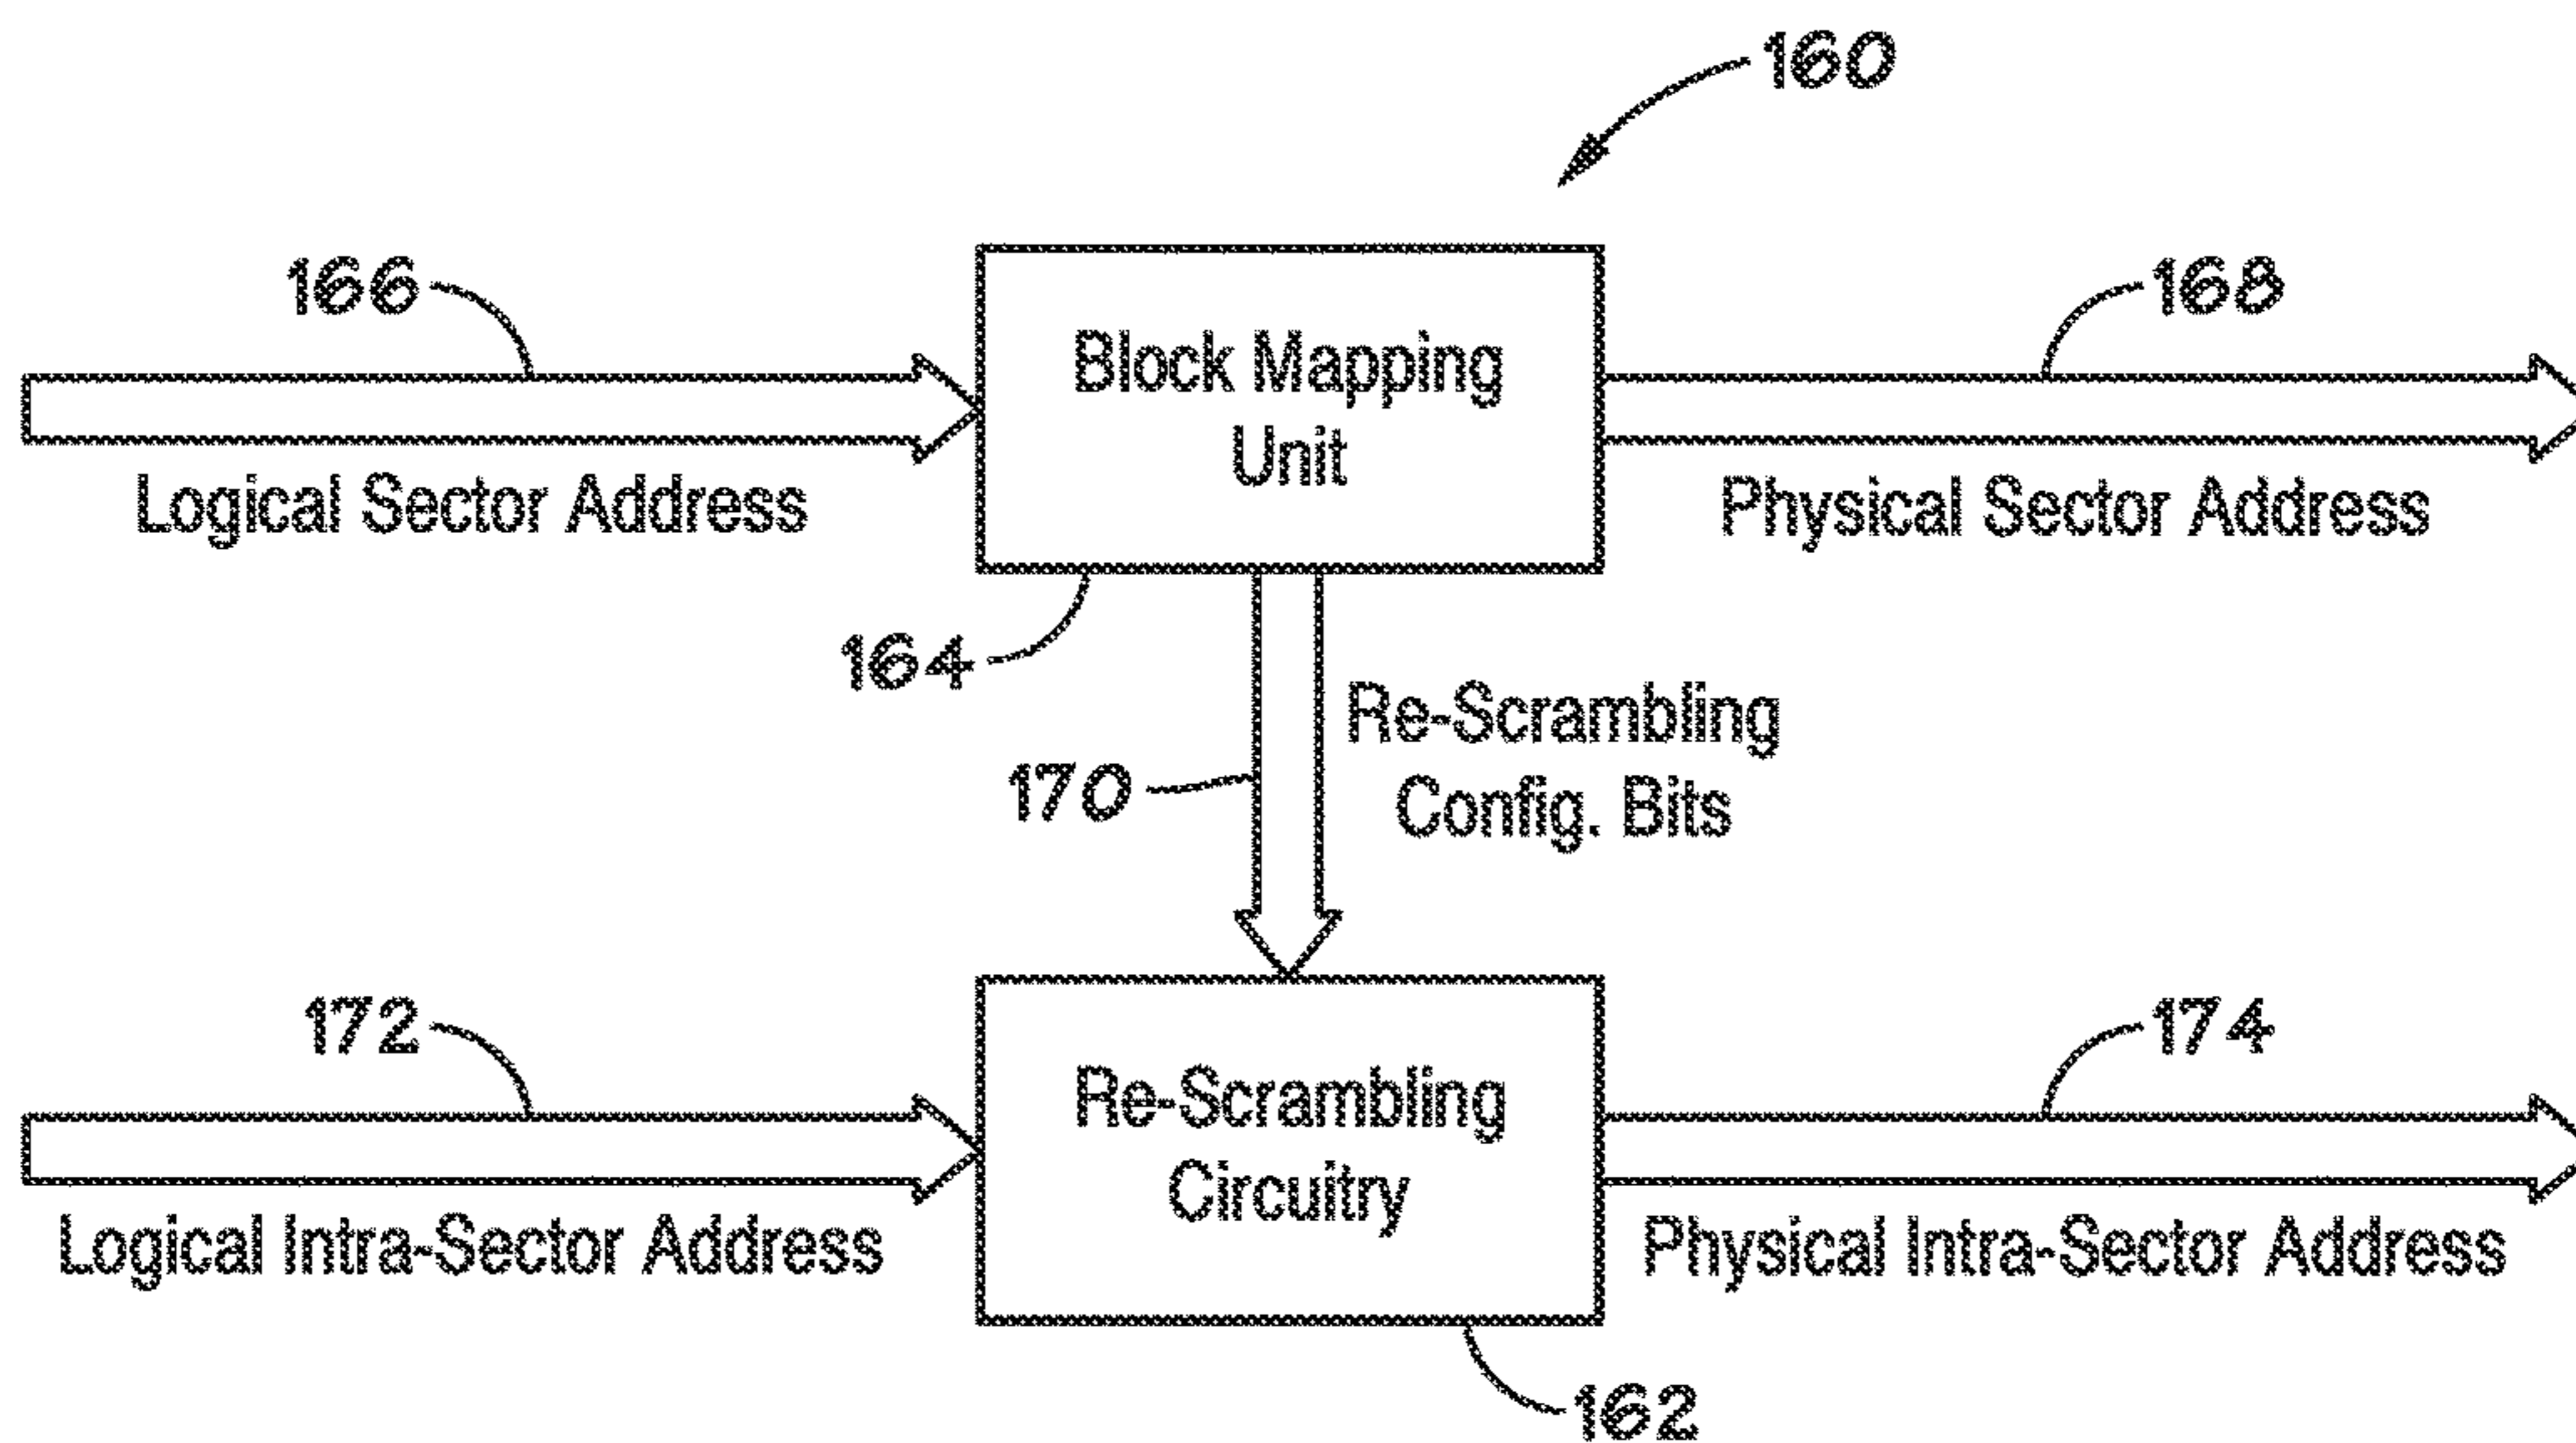 160
166
168
Block Mapping
Unit
Logical Sector Address
Physical Sector Address
164
Re-Scrambling
Config. Bits
170
172
174
Re-Scrambling
Circuitry
Logical Intra-Sector Address
Physical Intra-Sector Address
162